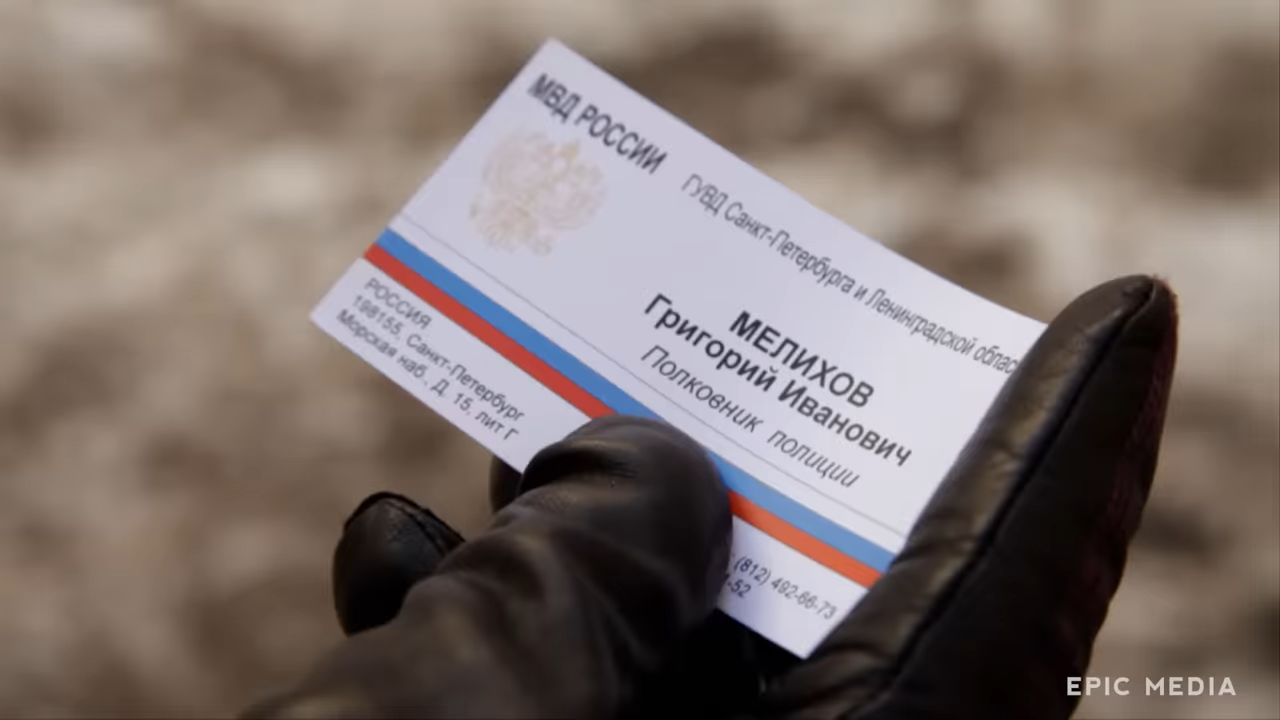 МВД РОССИИ
ГУВД Санкт-Петербурга и Ленинградской
МЕЛИХОВ
Григорий Иванович
Полковник полиции
РОССИЯ
198155, Санкт-Петербург
Морская наб. Д. 15, лит Г
(812) 492-66-73
-52
EPIC MEDIA